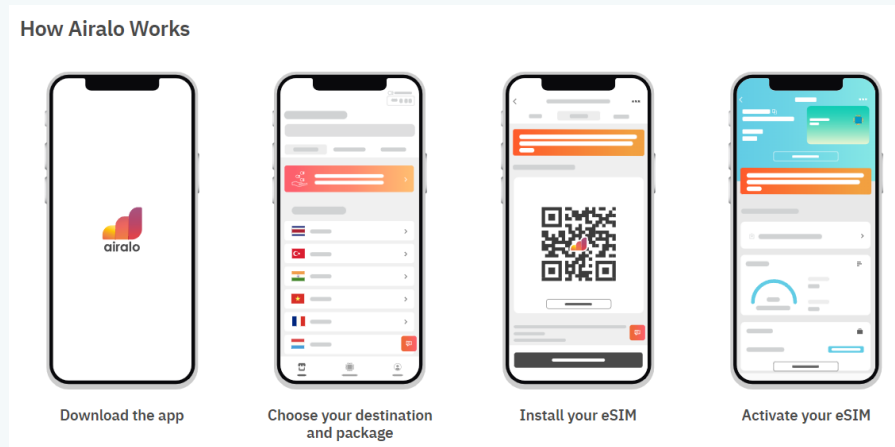 How Airalo Works
airalo
Download the app
Choose your destination
and package
Install your eSIM
Activate your eSIM